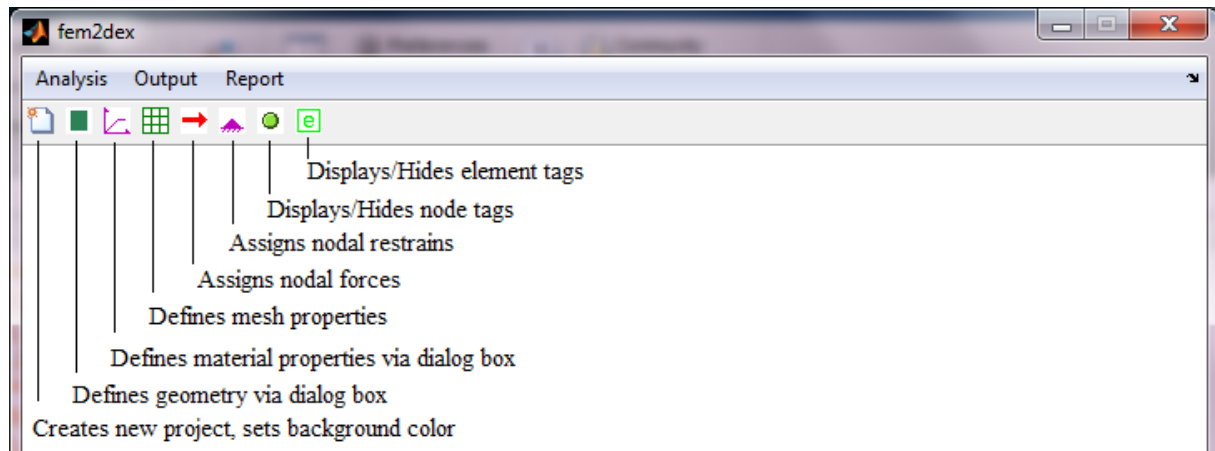 fem2dex
Analysis Output Report
e
Displays/Hides element tags
Displays/Hides node tags
Assigns nodal restrains
Assigns nodal forces
Defines mesh properties
Defines material properties via dialog box
Defines geometry via dialog box
Creates new project, sets background color